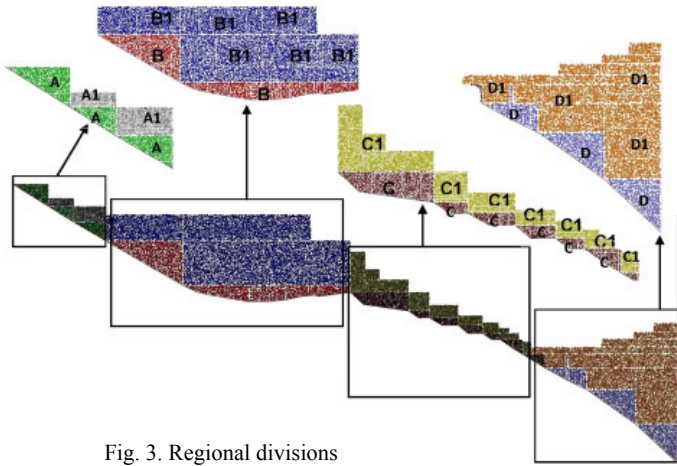 B1 B1 B1
B B1 B1 B1
B
A A1
A A1
A
D1 D1
D D1
D
D
C1
C C1 C1
C C1
C C1
C C1
C C1
Fig. 3. Regional divisions